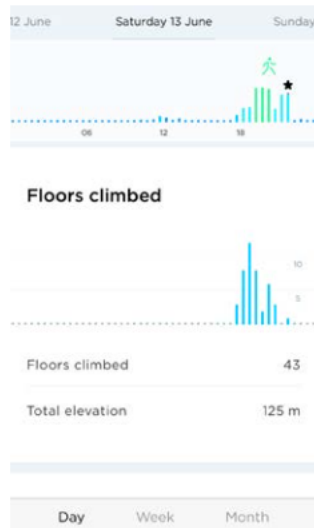 12 June Saturday 13 June Sunday
06 12 18
Floors climbed
10
5
Floors climbed 43
Total elevation 125 m
Day Week Month